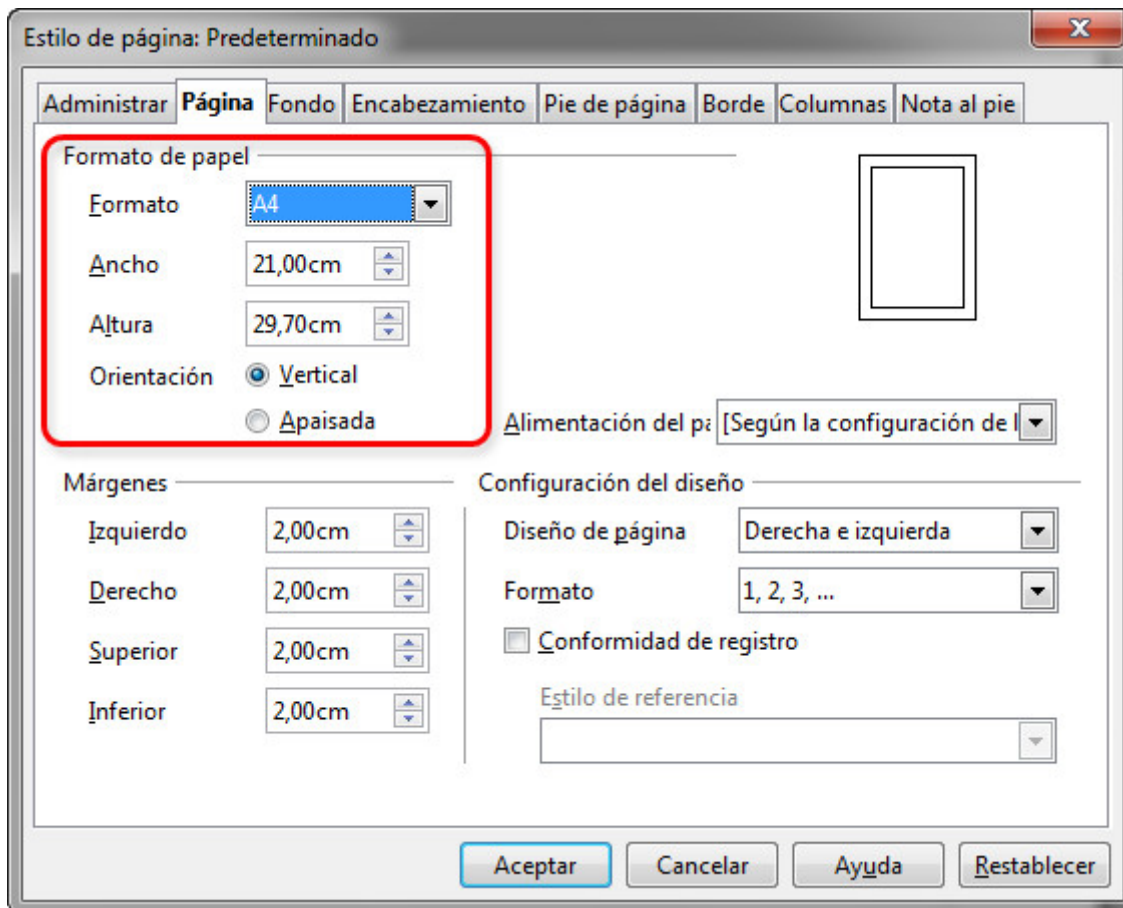 Estilo de página: Predeterminado
Administrar Página Fondo Encabezamiento Pie de página Borde Columnas Nota al pie
Formato de papel
Formato A4
Ancho 21,00cm
Altura 29,70cm
Orientación Vertical
Apaisada
Alimentación del pa [Según la configuración de l
Márgenes
Izquierdo 2,00cm
Derecho 2,00cm
Superior 2,00cm
Inferior 2,00cm
Configuración del diseño
Diseño de página Derecha e izquierda
Formato 1, 2, 3, ...
Conformidad de registro
Estilo de referencia
Aceptar Cancelar Ayuda Restablecer